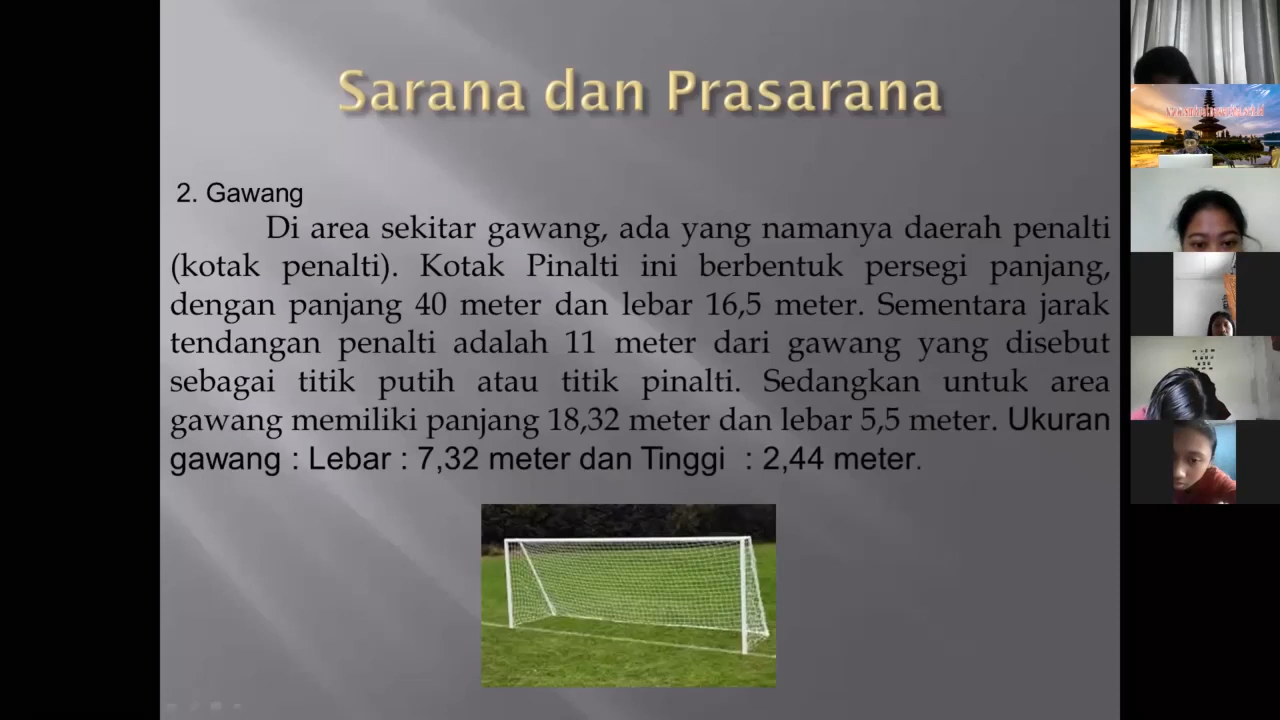 Sarana dan Prasarana
2. Gawang
Di area sekitar gawang, ada yang namanya daerah penalti
(kotak penalti). Kotak Pinalti ini berbentuk persegi panjang,
dengan panjang 40 meter dan lebar 16,5 meter. Sementara jarak
tendangan penalti adalah 11 meter dari gawang yang disebut
sebagai titik putih atau titik pinalti. Sedangkan untuk area
gawang memiliki panjang 18,32 meter dan lebar 5,5 meter. Ukuran
gawang : Lebar : 7,32 meter dan Tinggi : 2,44 meter.